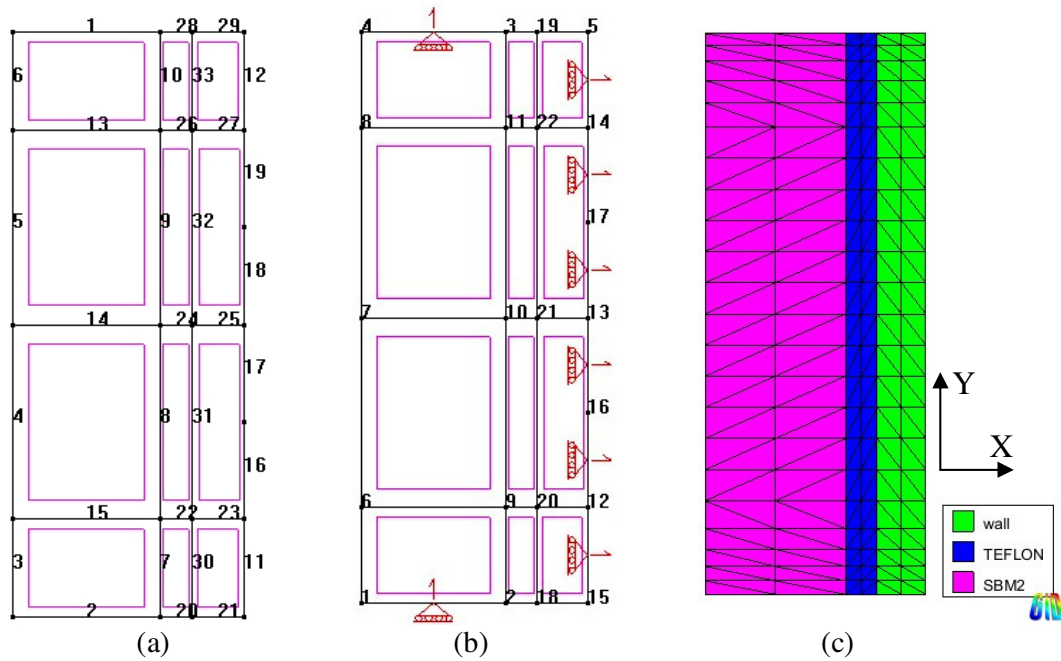 1 28 29
6 10 33 12
13 26 27
19
5 9 32
18
14 24 25
17
4 8 31
16
15 22 23
3 7 30 11
2 20 21
(a)
1
4 3 19 5
8 11 22 14
17
7 10 21 13
16
6 9 20 12
1
1 2 18 15
(b)
Y
X
wall
TEFLON
SBM2
GiD
(c)